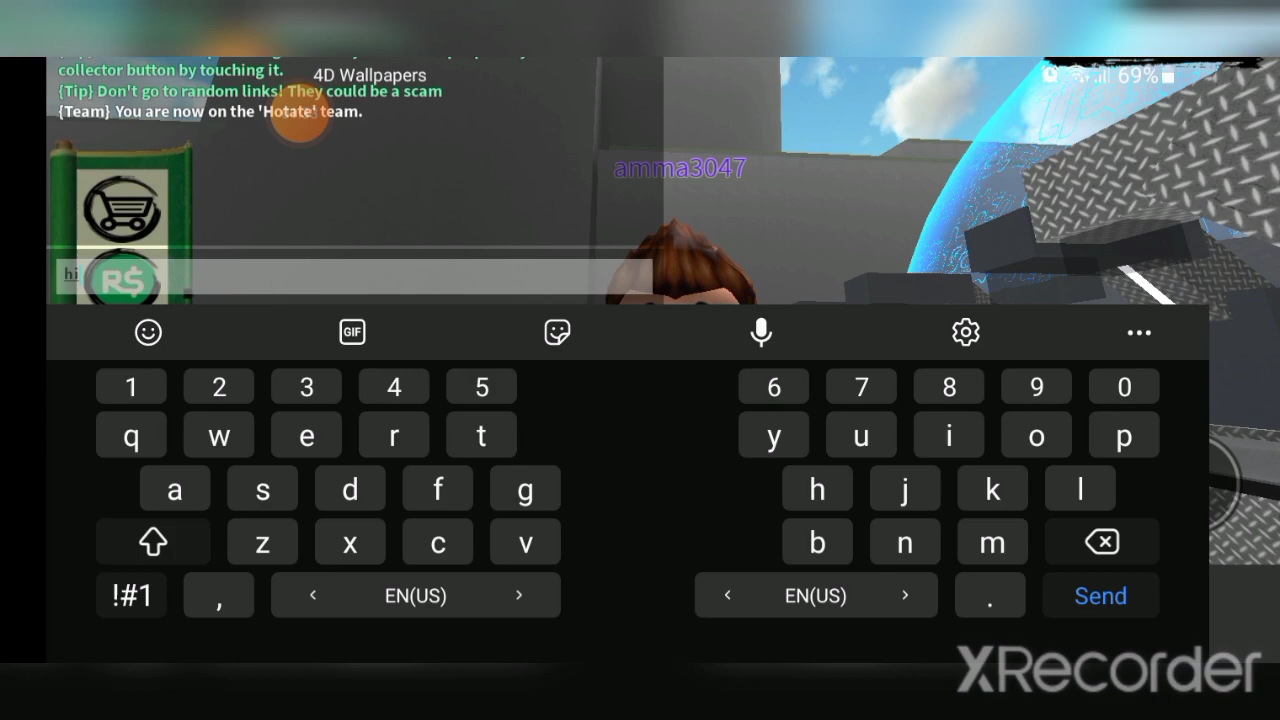 collector button by touching it.
4D Wallpapers
69%
{Tip} Don't go to random links! They could be a scam
{Team} You are now on the 'Hotate' team.
amma3047
hi
R$
GIF
1 2 3 4 5 6 7 8 9 0
q w e r t y u i o p
a s d f g h j k l
z x c v b n m
!#1 , < EN(US) > < EN(US) > . Send
XRecorder